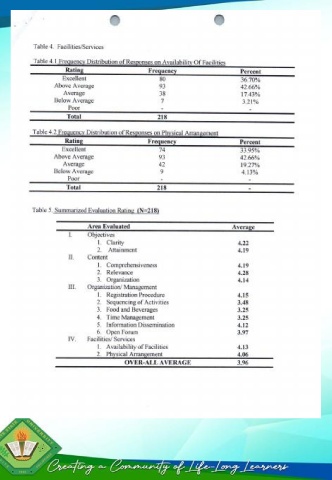 Table 4. Facilities/Services
Table 4.1 Frequency Distribution of Responses on Availability Of Facilities
Rating Frequency Percent
Excellent 80 36.70%
Above Average 93 42.66%
Average 38 17.43%
Below Average 7 3.21%
Poor - -
Total 218
Table 4.2 Frequency Distribution of Responses on Physical Arrangement
Rating Frequency Percent
Excellent 74 33.95%
Above Average 93 42.66%
Average 42 19.27%
Below Average 9 4.13%
Poor - -
Total 218 -
Table 5. Summarized Evaluation Rating (N=218)
Area Evaluated Average
I. Objectives
1. Clarity 4.22
2. Attainment 4.19
II. Content
1. Comprehensiveness 4.19
2. Relevance 4.28
3. Organization 4.14
III. Organization/ Management
1. Registration Procedure 4.15
2. Sequencing of Activities 3.48
3. Food and Beverages 3.25
4. Time Management 3.25
5. Information Dissemination 4.12
6. Open Forum 3.97
IV. Facilities/ Services
1. Availability of Facilities 4.13
2. Physical Arrangement 4.06
OVER-ALL AVERAGE 3.96
Creating a Community of Life-Long Learners